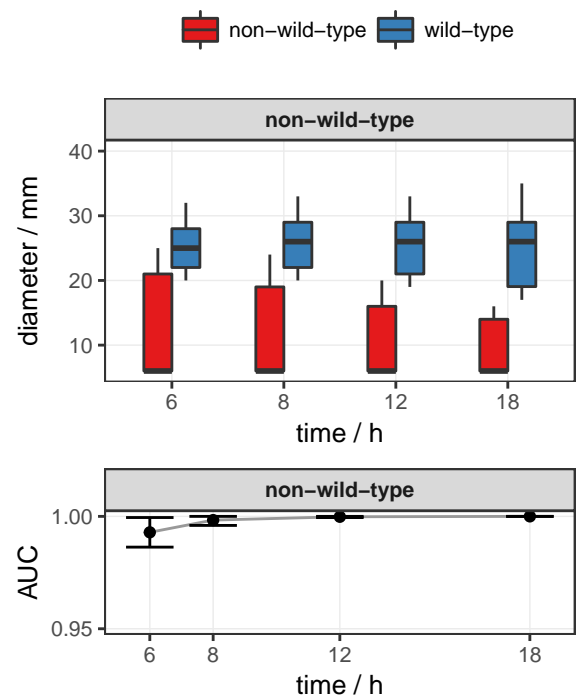 non−wild−type wild−type
non−wild−type
40
30
20
10
diameter / mm
6 8 12 18
time / h
non−wild−type
1.00
0.95
AUC
6 8 12 18
time / h